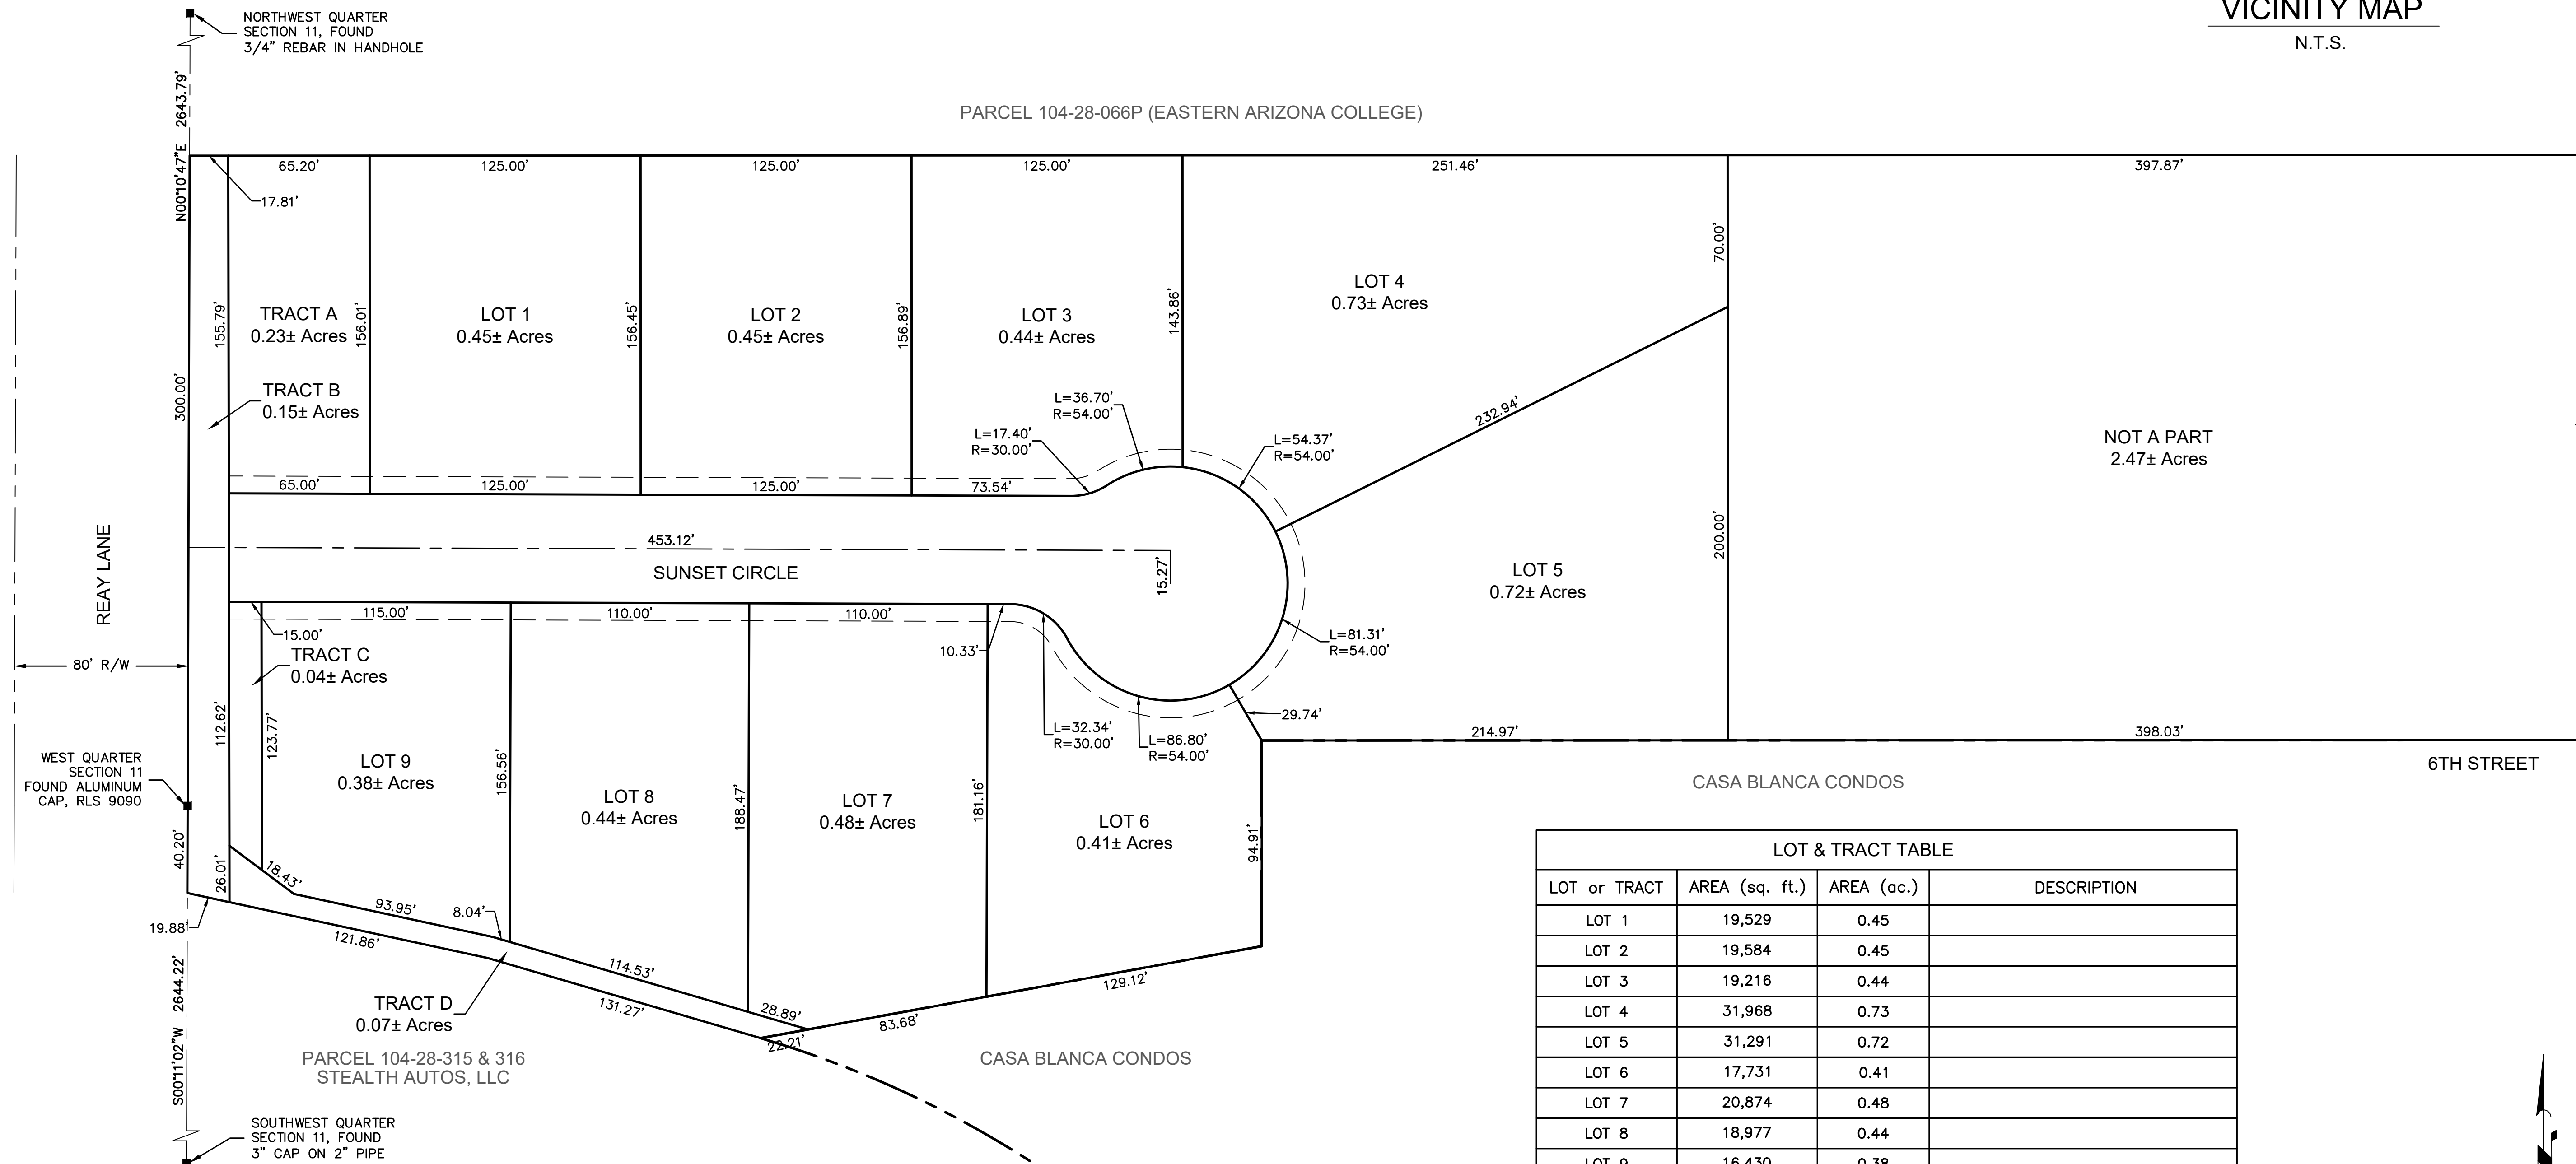 VICINITY MAP
N.T.S.
NORTHWEST QUARTER
SECTION 11, FOUND
3/4" REBAR IN HANDHOLE
N00°10'47"E 2643.79'
PARCEL 104-28-066P (EASTERN ARIZONA COLLEGE)
65.20'
125.00'
125.00'
125.00'
251.46'
397.87'
17.81'
155.79'
156.01'
156.45'
156.89'
143.86'
70.00'
TRACT A
0.23± Acres
LOT 1
0.45± Acres
LOT 2
0.45± Acres
LOT 3
0.44± Acres
LOT 4
0.73± Acres
TRACT B
0.15± Acres
300.00'
L=36.70'
R=54.00'
L=17.40'
R=30.00'
L=54.37'
R=54.00'
232.94'
NOT A PART
2.47± Acres
65.00'
125.00'
125.00'
73.54'
453.12'
SUNSET CIRCLE
15.27'
REAY LANE
200.00'
LOT 5
0.72± Acres
115.00'
110.00'
110.00'
15.00'
10.33'
TRACT C
0.04± Acres
80' R/W
L=81.31'
R=54.00'
112.62'
123.77'
156.56'
188.47'
181.16'
29.74'
L=32.34'
R=30.00'
L=86.80'
R=54.00'
214.97'
398.03'
6TH STREET
CASA BLANCA CONDOS
WEST QUARTER
SECTION 11
FOUND ALUMINUM
CAP, RLS 9090
LOT 9
0.38± Acres
LOT 8
0.44± Acres
LOT 7
0.48± Acres
LOT 6
0.41± Acres
94.91'
40.20'
26.01'
18.43'
93.95'
8.04'
19.88'
121.86'
114.53'
131.27'
28.89'
22.21'
83.68'
129.12'
TRACT D
0.07± Acres
S00°11'02"W 2644.22'
PARCEL 104-28-315 & 316
STEALTH AUTOS, LLC
CASA BLANCA CONDOS
SOUTHWEST QUARTER
SECTION 11, FOUND
3" CAP ON 2" PIPE
LOT & TRACT TABLE
LOT or TRACT AREA (sq. ft.) AREA (ac.) DESCRIPTION
LOT 1 19,529 0.45
LOT 2 19,584 0.45
LOT 3 19,216 0.44
LOT 4 31,968 0.73
LOT 5 31,291 0.72
LOT 6 17,731 0.41
LOT 7 20,874 0.48
LOT 8 18,977 0.44
LOT 9 16,430 0.38